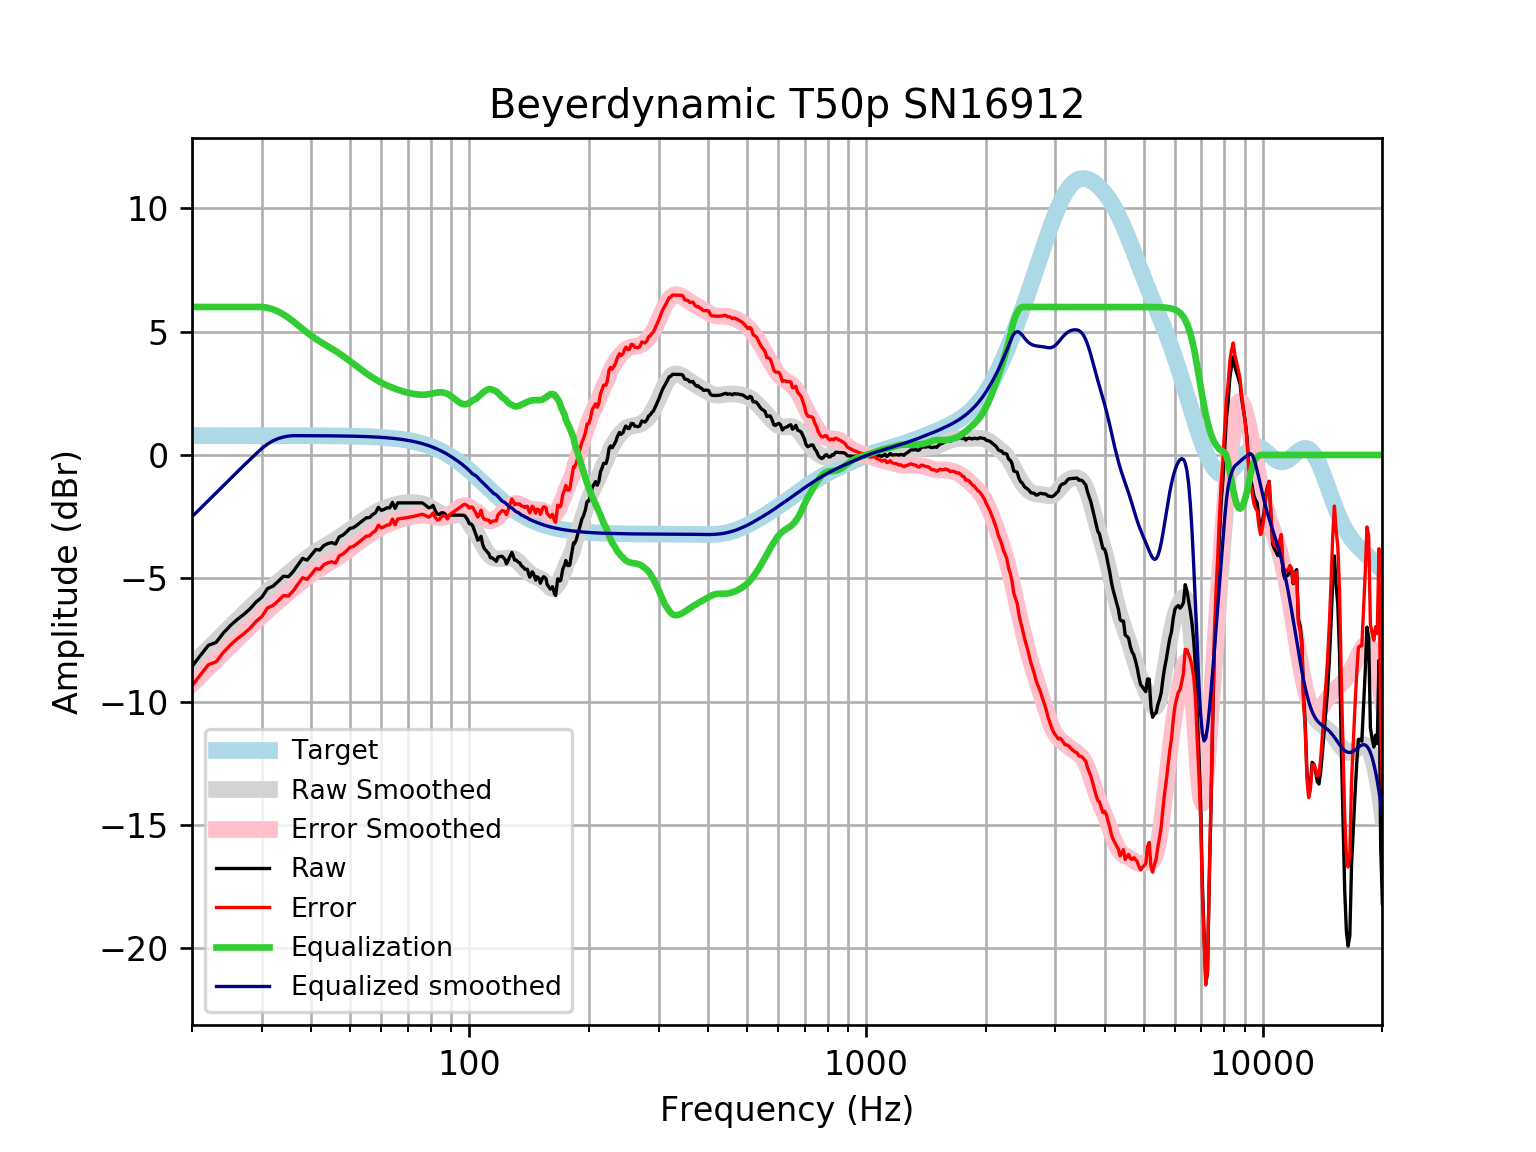 Beyerdynamic T50p SN16912
10
5
0
−5
−10
−15
−20
Amplitude (dBr)
Target
Raw Smoothed
Error Smoothed
Raw
Error
Equalization
Equalized smoothed
100
1000
10000
Frequency (Hz)